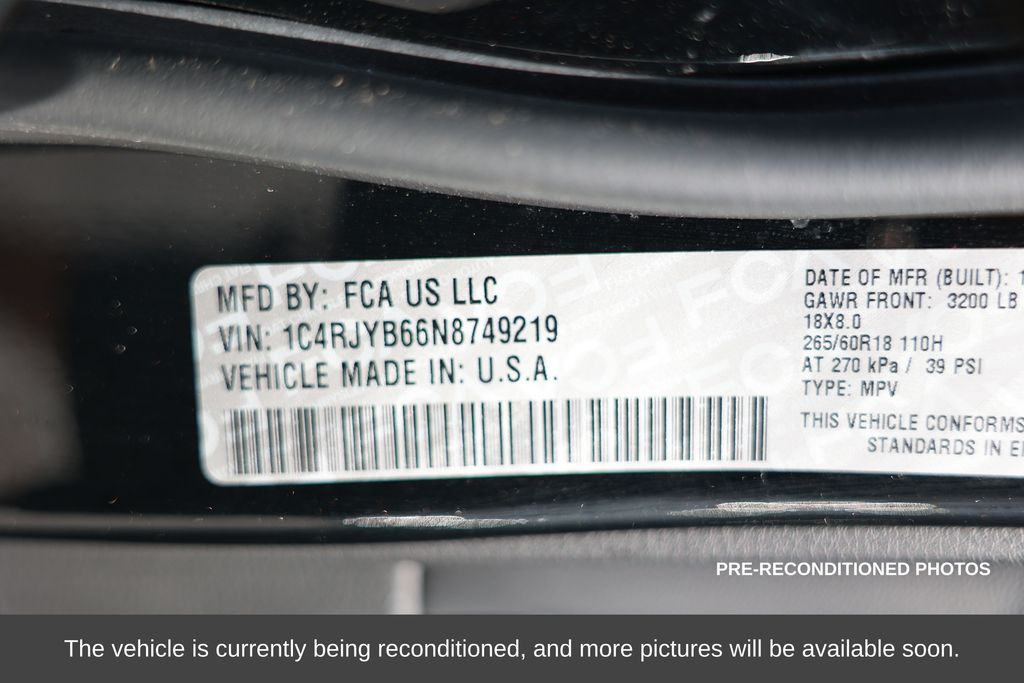 MFD BY: FCA US LLC
VIN: 1C4RJYB66N8749219
VEHICLE MADE IN: U.S.A.
DATE OF MFR (BUILT): 1
GAWR FRONT: 3200 LB
18X8.0
265/60R18 110H
AT 270 kPa / 39 PSI
TYPE: MPV
THIS VEHICLE CONFORMS
STANDARDS IN
PRE-RECONDITIONED PHOTOS
The vehicle is currently being reconditioned, and more pictures will be available soon.